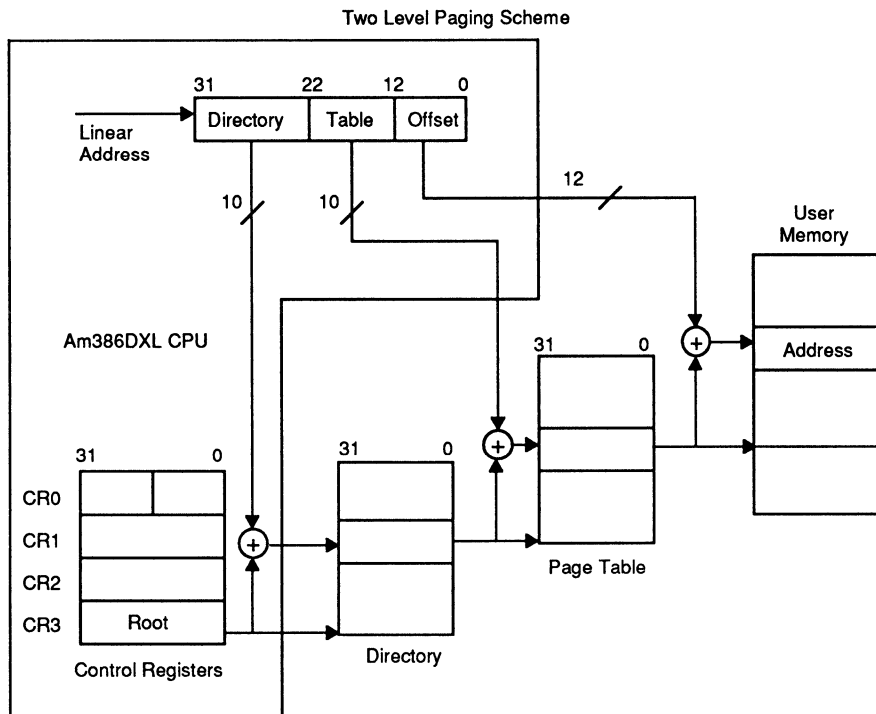 Two Level Paging Scheme
31 22 12 0
Directory Table Offset
Linear
Address
10 10 12
User
Memory
Am386DXL CPU
31 0
Address
31 0
31 0
CR0
CR1
CR2
CR3 Root
Page Table
Directory
Control Registers
+
+
+